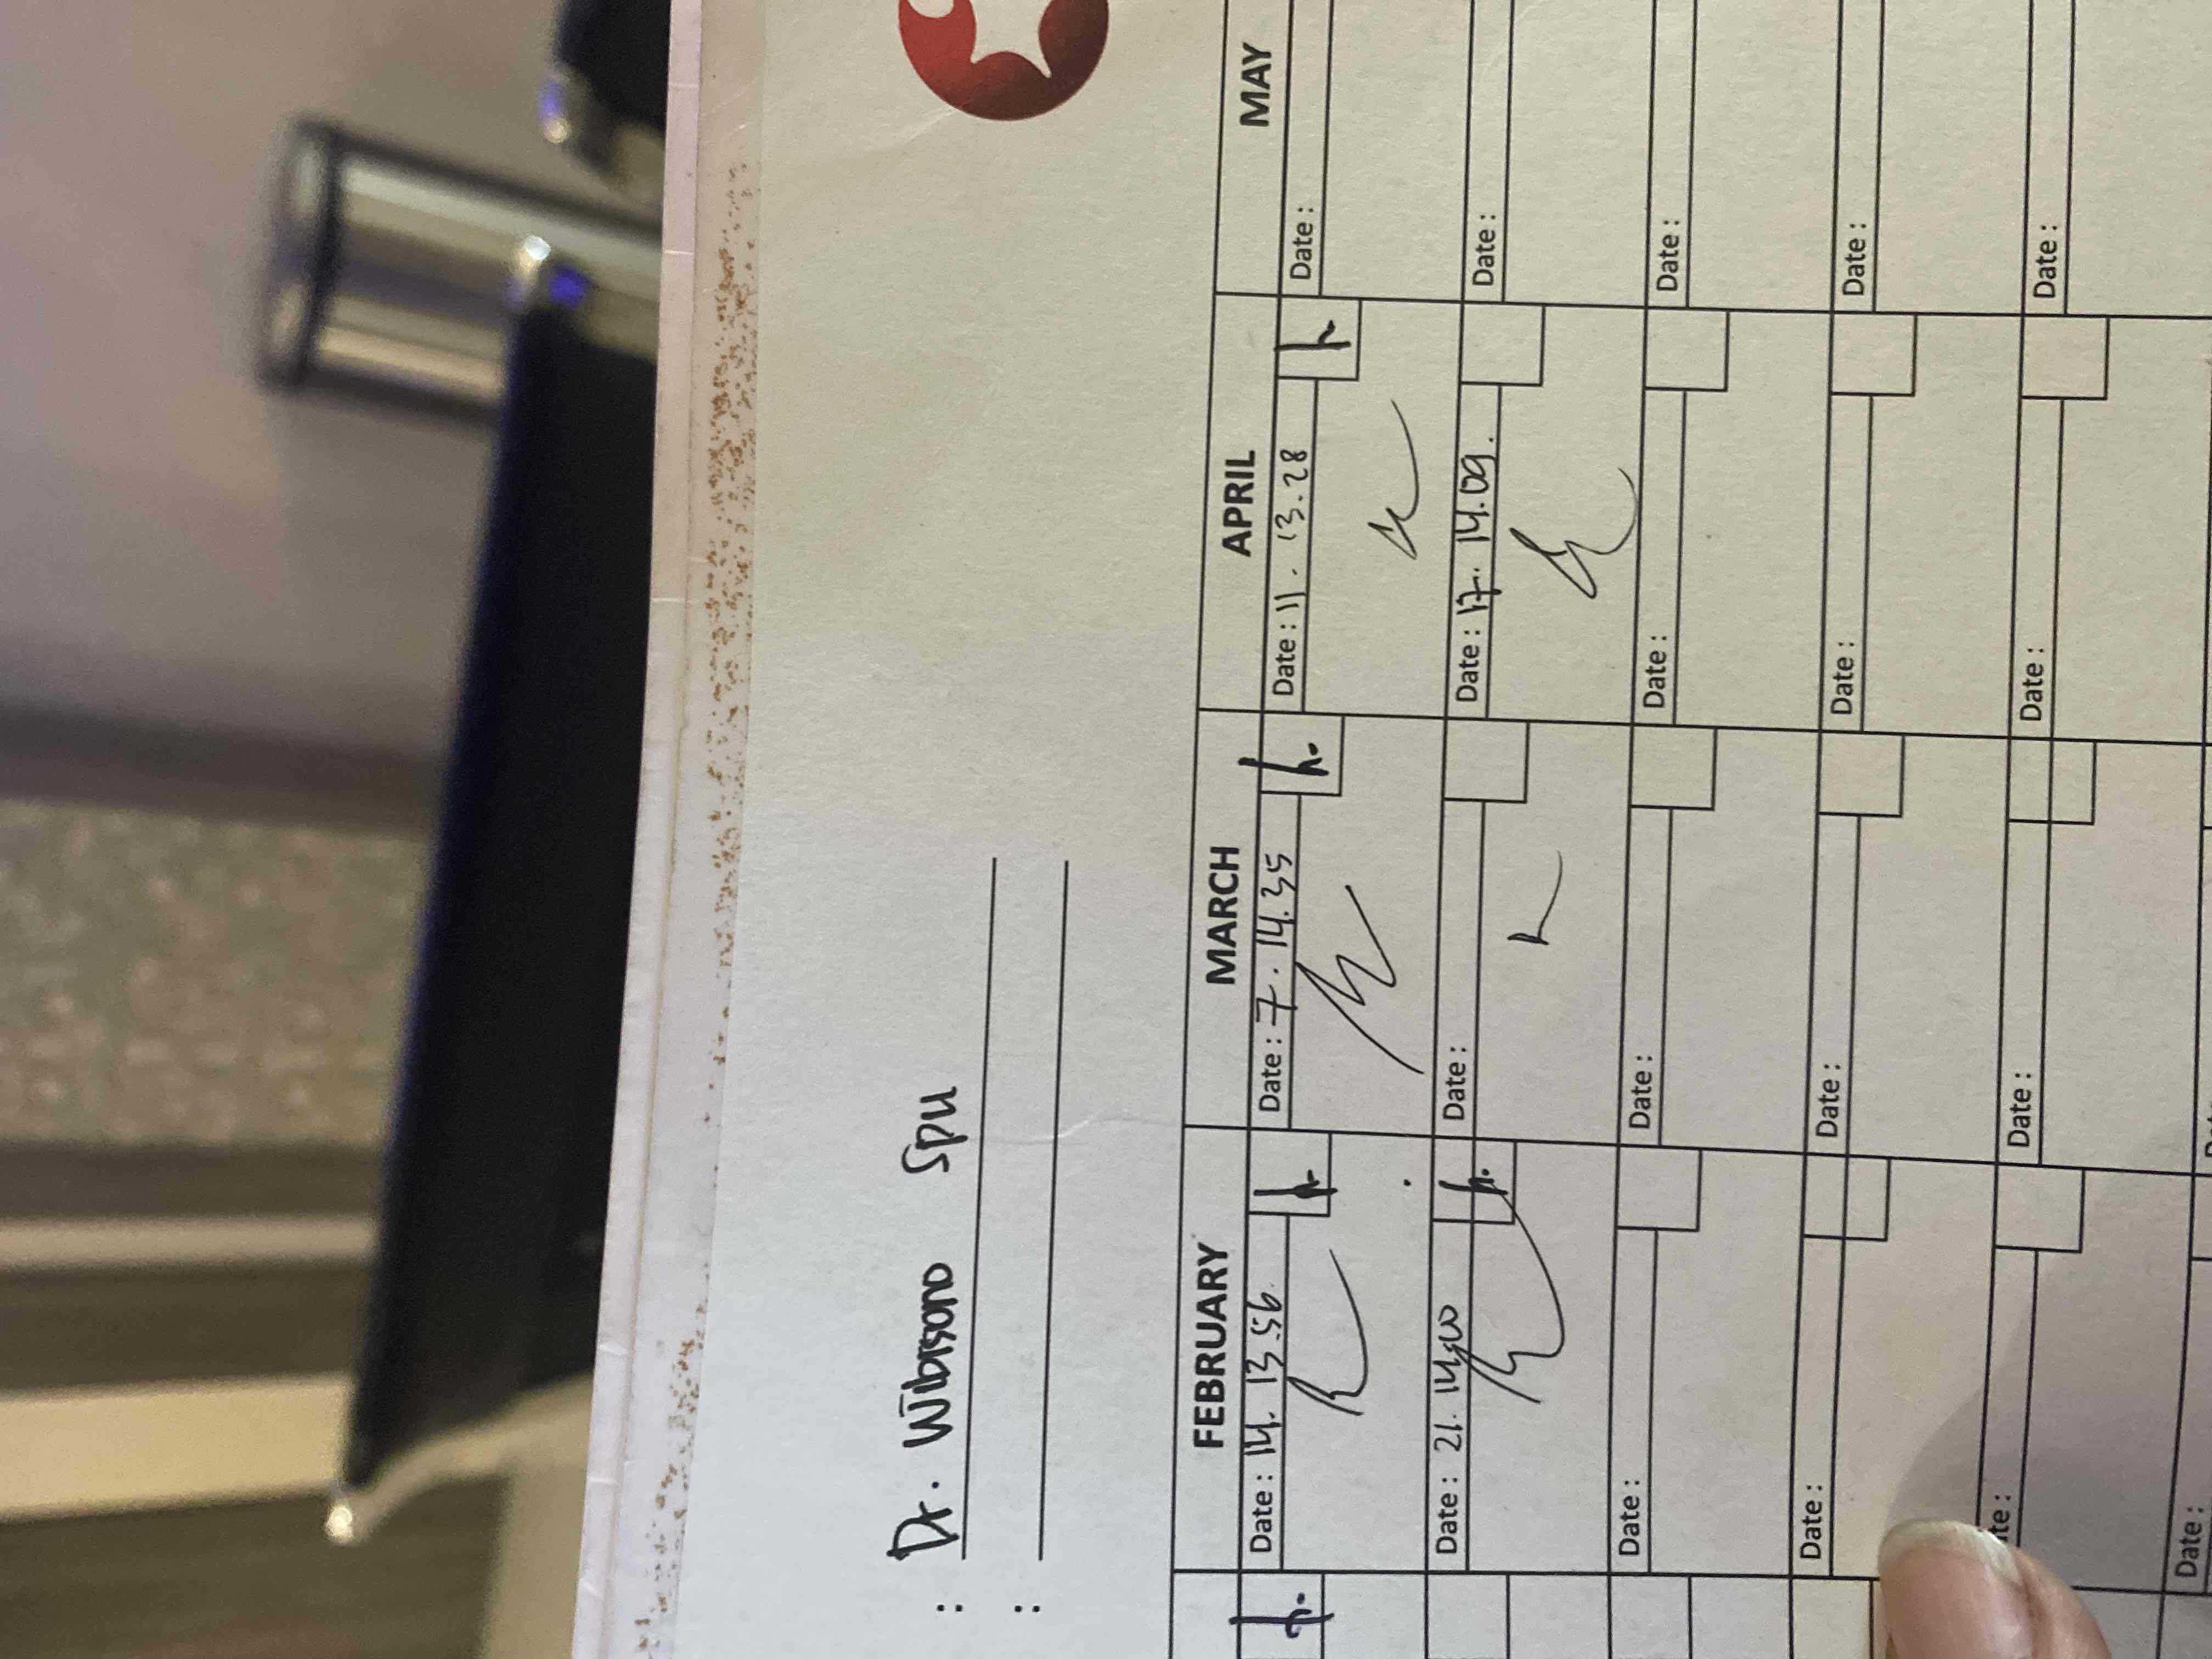 : Dr. Wibisono SpU
:
FEBRUARY MARCH APRIL MAY
Date : 14. 13.56 Date : 7. 14.35 Date : 11. 13.28 Date :
Date : 21. Date : Date : 17. 14.09. Date :
Date : Date : Date : Date :
Date : Date : Date : Date :
te : Date : Date : Date :
Date :